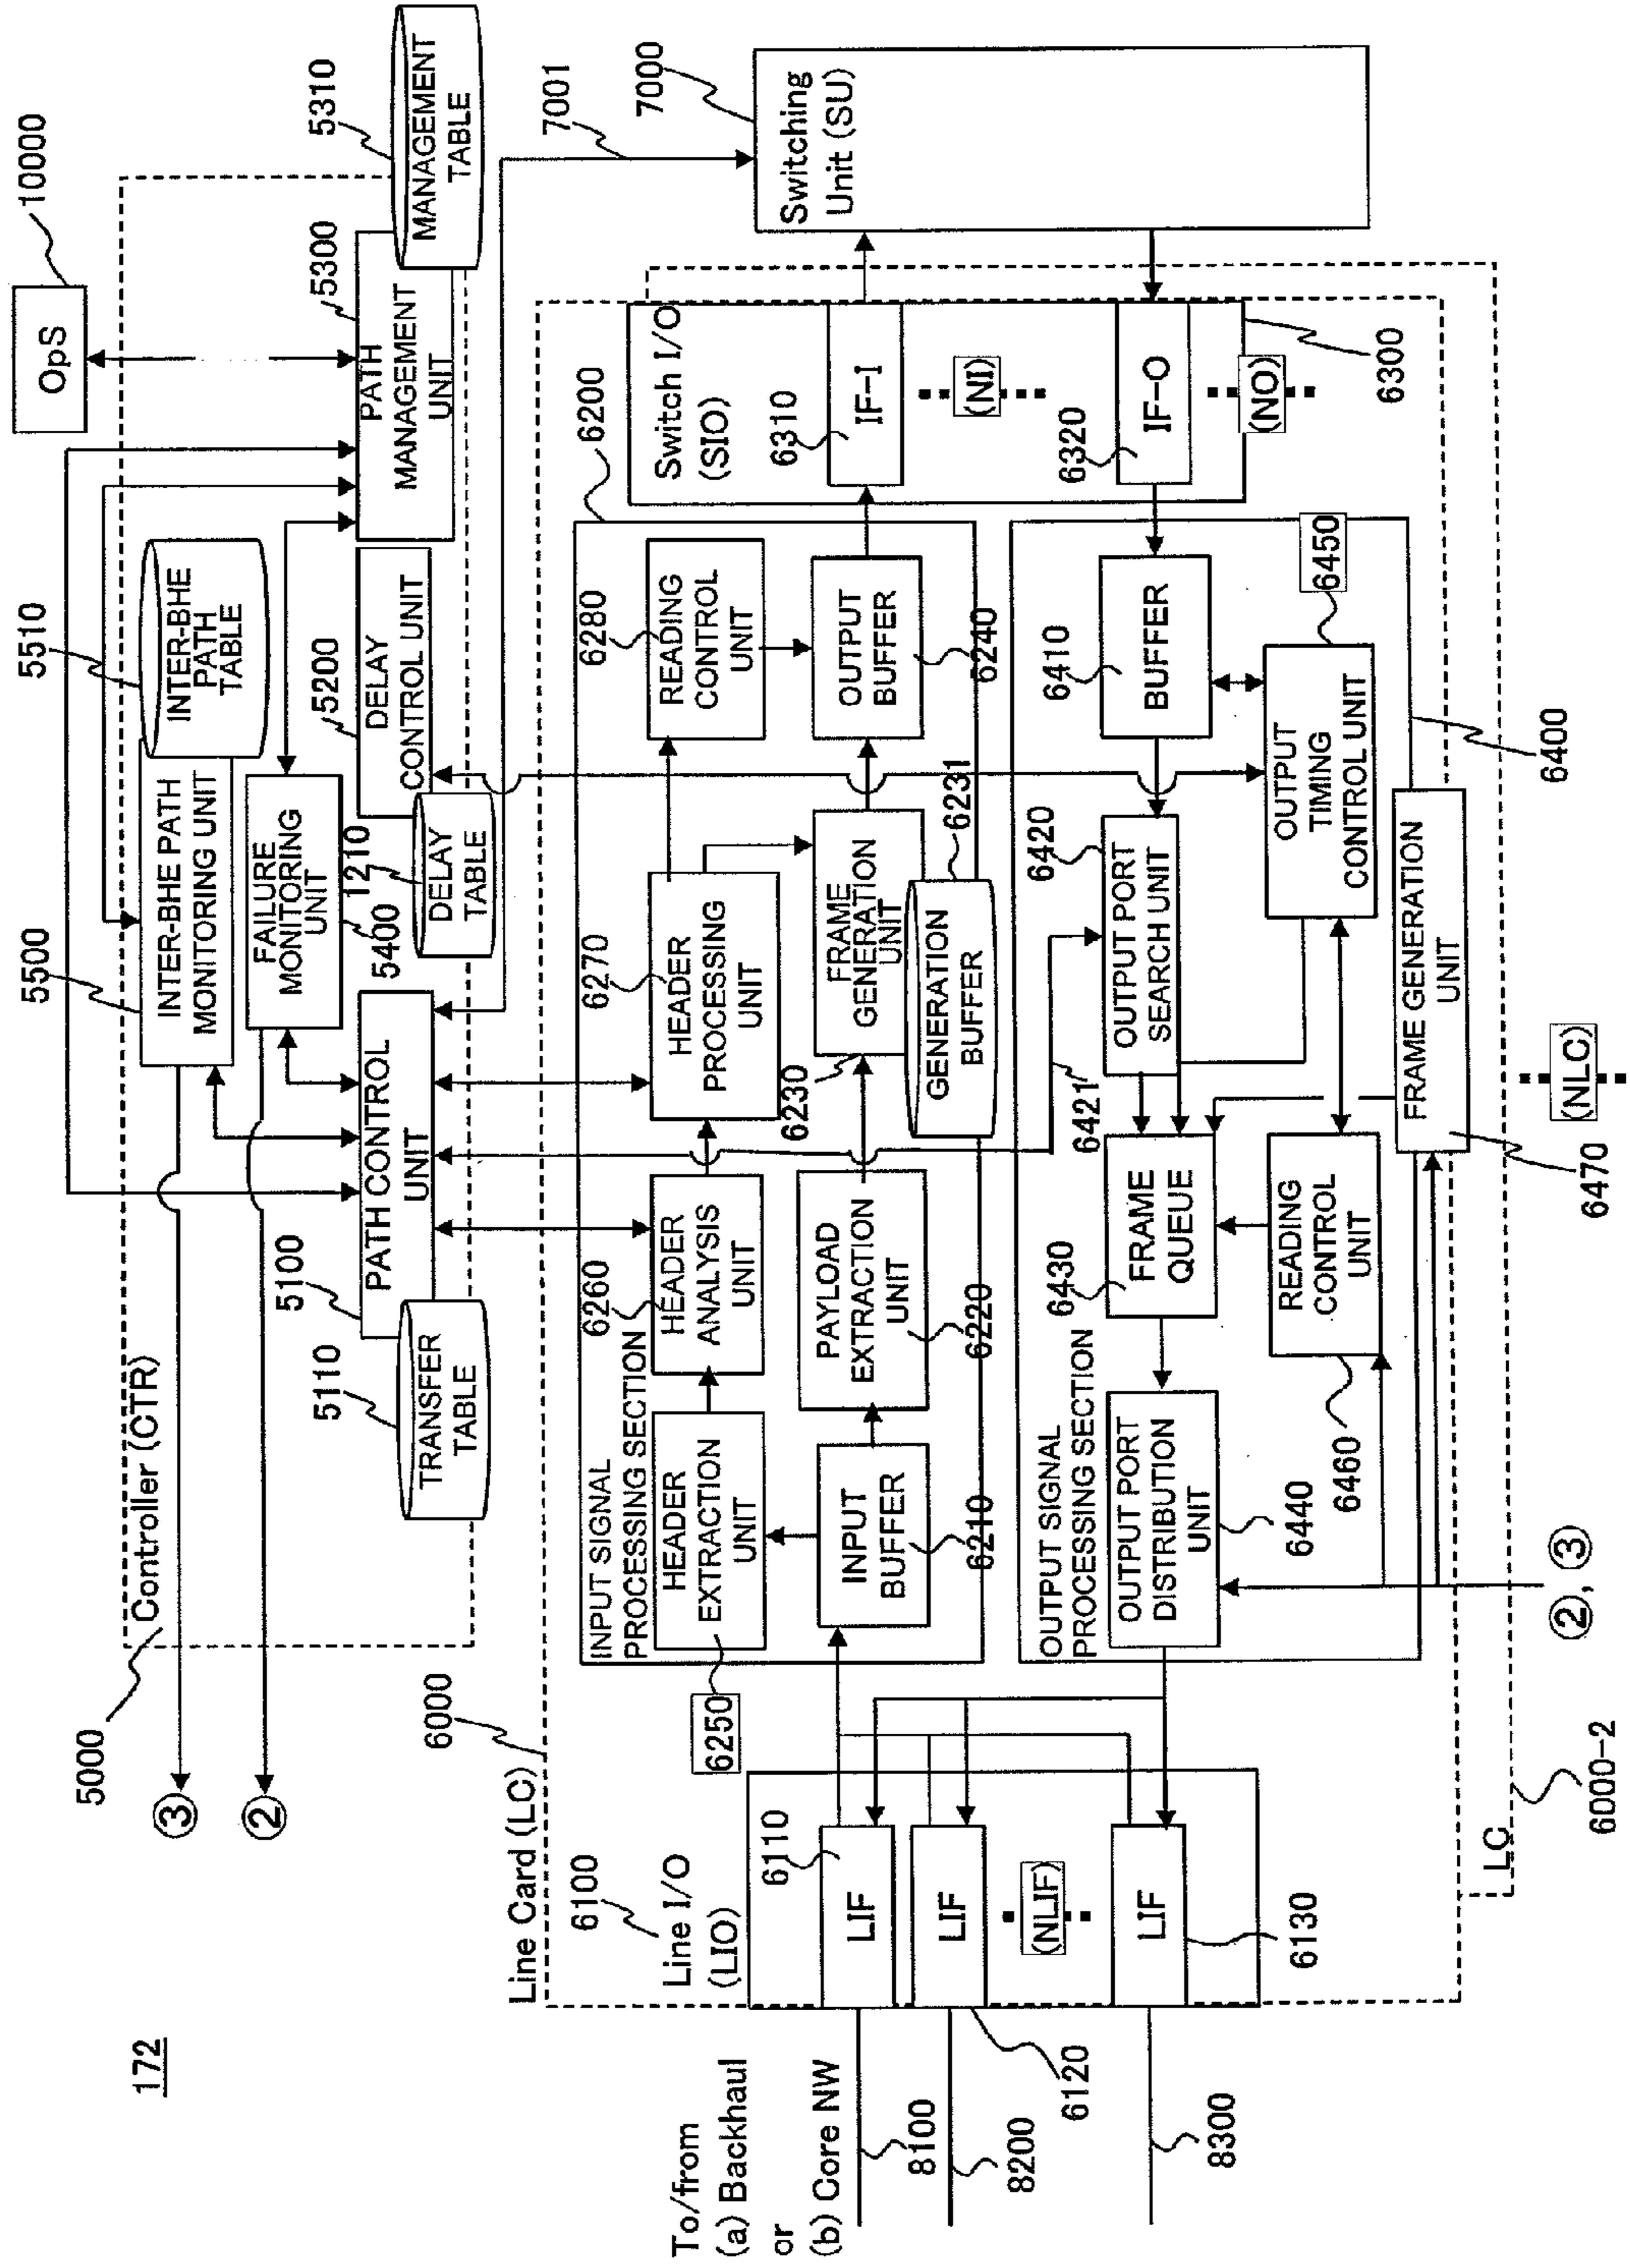 172
10000
OpS
5000
Controller (CTR)
③
②
5500
INTER-BHE PATH
MONITORING UNIT
5510
INTER-BHE
PATH
TABLE
FAILURE
MONITORING
UNIT
5400
5100
PATH CONTROL
UNIT
5110
TRANSFER
TABLE
5200
DELAY
CONTROL UNIT
1210
DELAY
TABLE
5300
PATH
MANAGEMENT
UNIT
5310
MANAGEMENT
TABLE
7001
7000
Switching
Unit (SU)
6000
Line Card (LC)
6100
Line I/O
(LIO)
6110
LIF
LIF
(NLIF)
LIF
6120
6130
To/from
(a) Backhaul
or
(b) Core NW
8100
8200
8300
INPUT SIGNAL
PROCESSING SECTION
6200
6250
HEADER
EXTRACTION
UNIT
6260
HEADER
ANALYSIS
UNIT
6270
HEADER
PROCESSING
UNIT
6280
READING
CONTROL
UNIT
INPUT
BUFFER
6210
PAYLOAD
EXTRACTION
UNIT
6220
6230
FRAME
GENERATION
UNIT
6231
GENERATION
BUFFER
OUTPUT
BUFFER
6240
Switch I/O
(SIO)
6310
IF-I
(NI)
6320
IF-O
(NO)
6300
OUTPUT SIGNAL
PROCESSING SECTION
OUTPUT PORT
DISTRIBUTION
UNIT
6440
6430
FRAME
QUEUE
6421
6420
OUTPUT PORT
SEARCH UNIT
6410
BUFFER
6450
OUTPUT
TIMING
CONTROL UNIT
READING
CONTROL
UNIT
6460
FRAME GENERATION
UNIT
6470
6400
②, ③
LC
6000-2
(NLC)